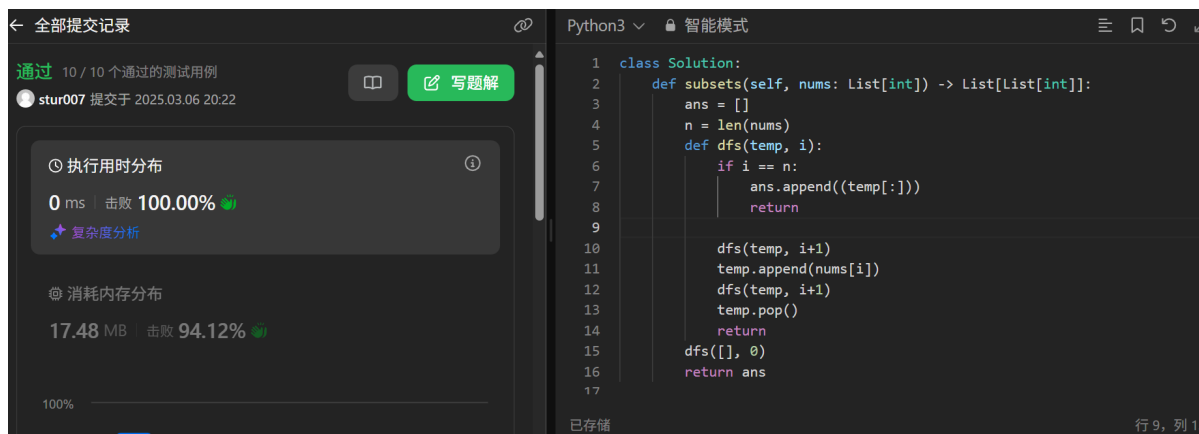 ← 全部提交记录
通过 10 / 10 个通过的测试用例
stur007 提交于 2025.03.06 20:22
写题解
执行用时分布
0 ms | 击败 100.00%
复杂度分析
消耗内存分布
17.48 MB | 击败 94.12%
100%
Python3 智能模式
1 class Solution:
2     def subsets(self, nums: List[int]) -> List[List[int]]:
3         ans = []
4         n = len(nums)
5         def dfs(temp, i):
6             if i == n:
7                 ans.append((temp[:]))
8                 return
9
10             dfs(temp, i+1)
11             temp.append(nums[i])
12             dfs(temp, i+1)
13             temp.pop()
14             return
15         dfs([], 0)
16         return ans
17
已存储
行 9, 列 1